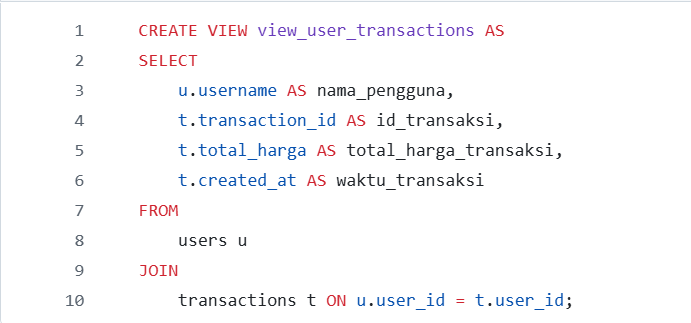 1 CREATE VIEW view_user_transactions AS
2 SELECT
3 u.username AS nama_pengguna,
4 t.transaction_id AS id_transaksi,
5 t.total_harga AS total_harga_transaksi,
6 t.created_at AS waktu_transaksi
7 FROM
8 users u
9 JOIN
10 transactions t ON u.user_id = t.user_id;